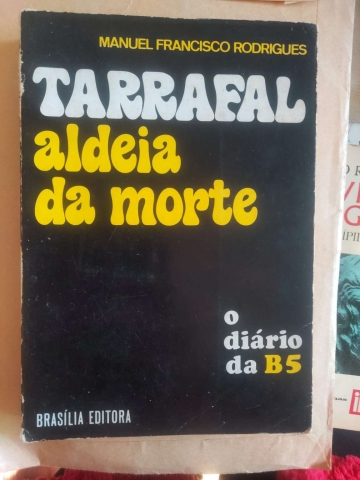 MANUEL FRANCISCO RODRIGUES
TARRAFAL
aldeia
da morte
o
diário
da B5
BRASÍLIA EDITORA